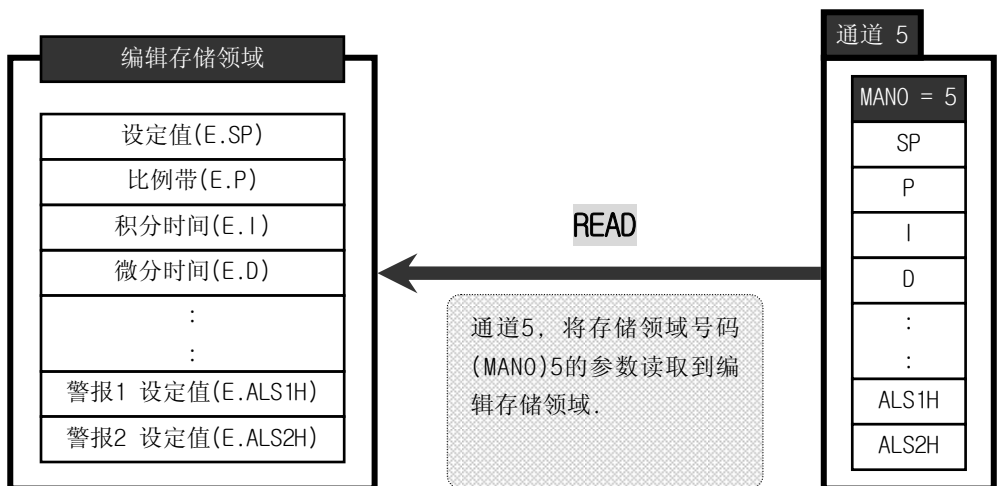 编辑存储领域
设定值(E.SP)
比例带(E.P)
积分时间(E.I)
微分时间(E.D)
:
:
警报1 设定值(E.ALS1H)
警报2 设定值(E.ALS2H)
READ
通道5, 将存储领域号码
(MANO)5的参数读取到编
辑存储领域.
通道 5
MANO = 5
SP
P
I
D
:
:
ALS1H
ALS2H